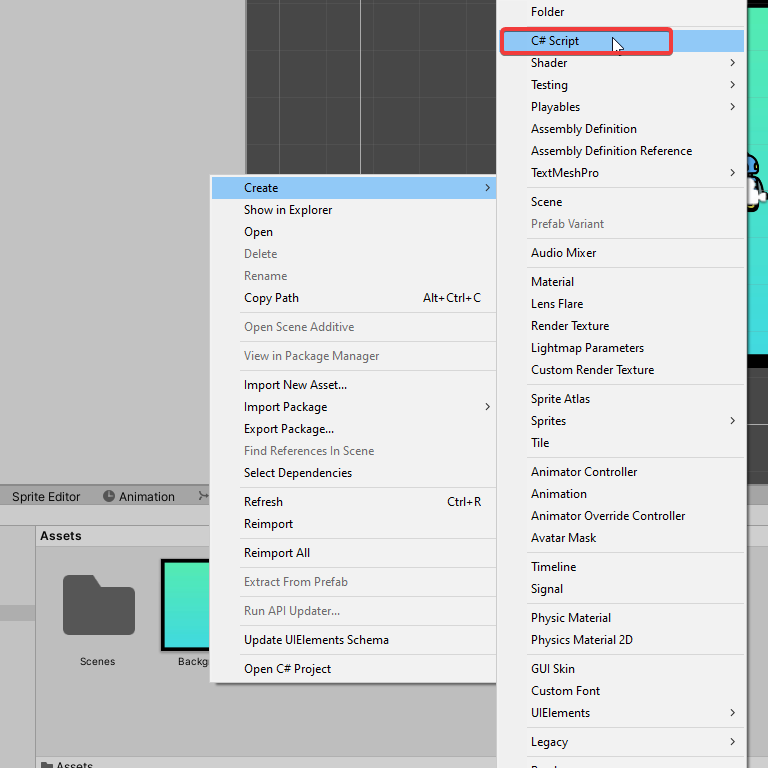 Folder
C# Script
Shader
Testing
Playables
Assembly Definition
Assembly Definition Reference
TextMeshPro
Scene
Prefab Variant
Audio Mixer
Material
Lens Flare
Render Texture
Lightmap Parameters
Custom Render Texture
Sprite Atlas
Sprites
Tile
Animator Controller
Animation
Animator Override Controller
Avatar Mask
Timeline
Signal
Physic Material
Physics Material 2D
GUI Skin
Custom Font
UIElements
Legacy
Create
Show in Explorer
Open
Delete
Rename
Copy Path Alt+Ctrl+C
Open Scene Additive
View in Package Manager
Import New Asset...
Import Package
Export Package...
Find References In Scene
Select Dependencies
Refresh Ctrl+R
Reimport
Reimport All
Extract From Prefab
Run API Updater...
Update UIElements Schema
Open C# Project
Sprite Editor Animation
Assets
Scenes Backg
Assets